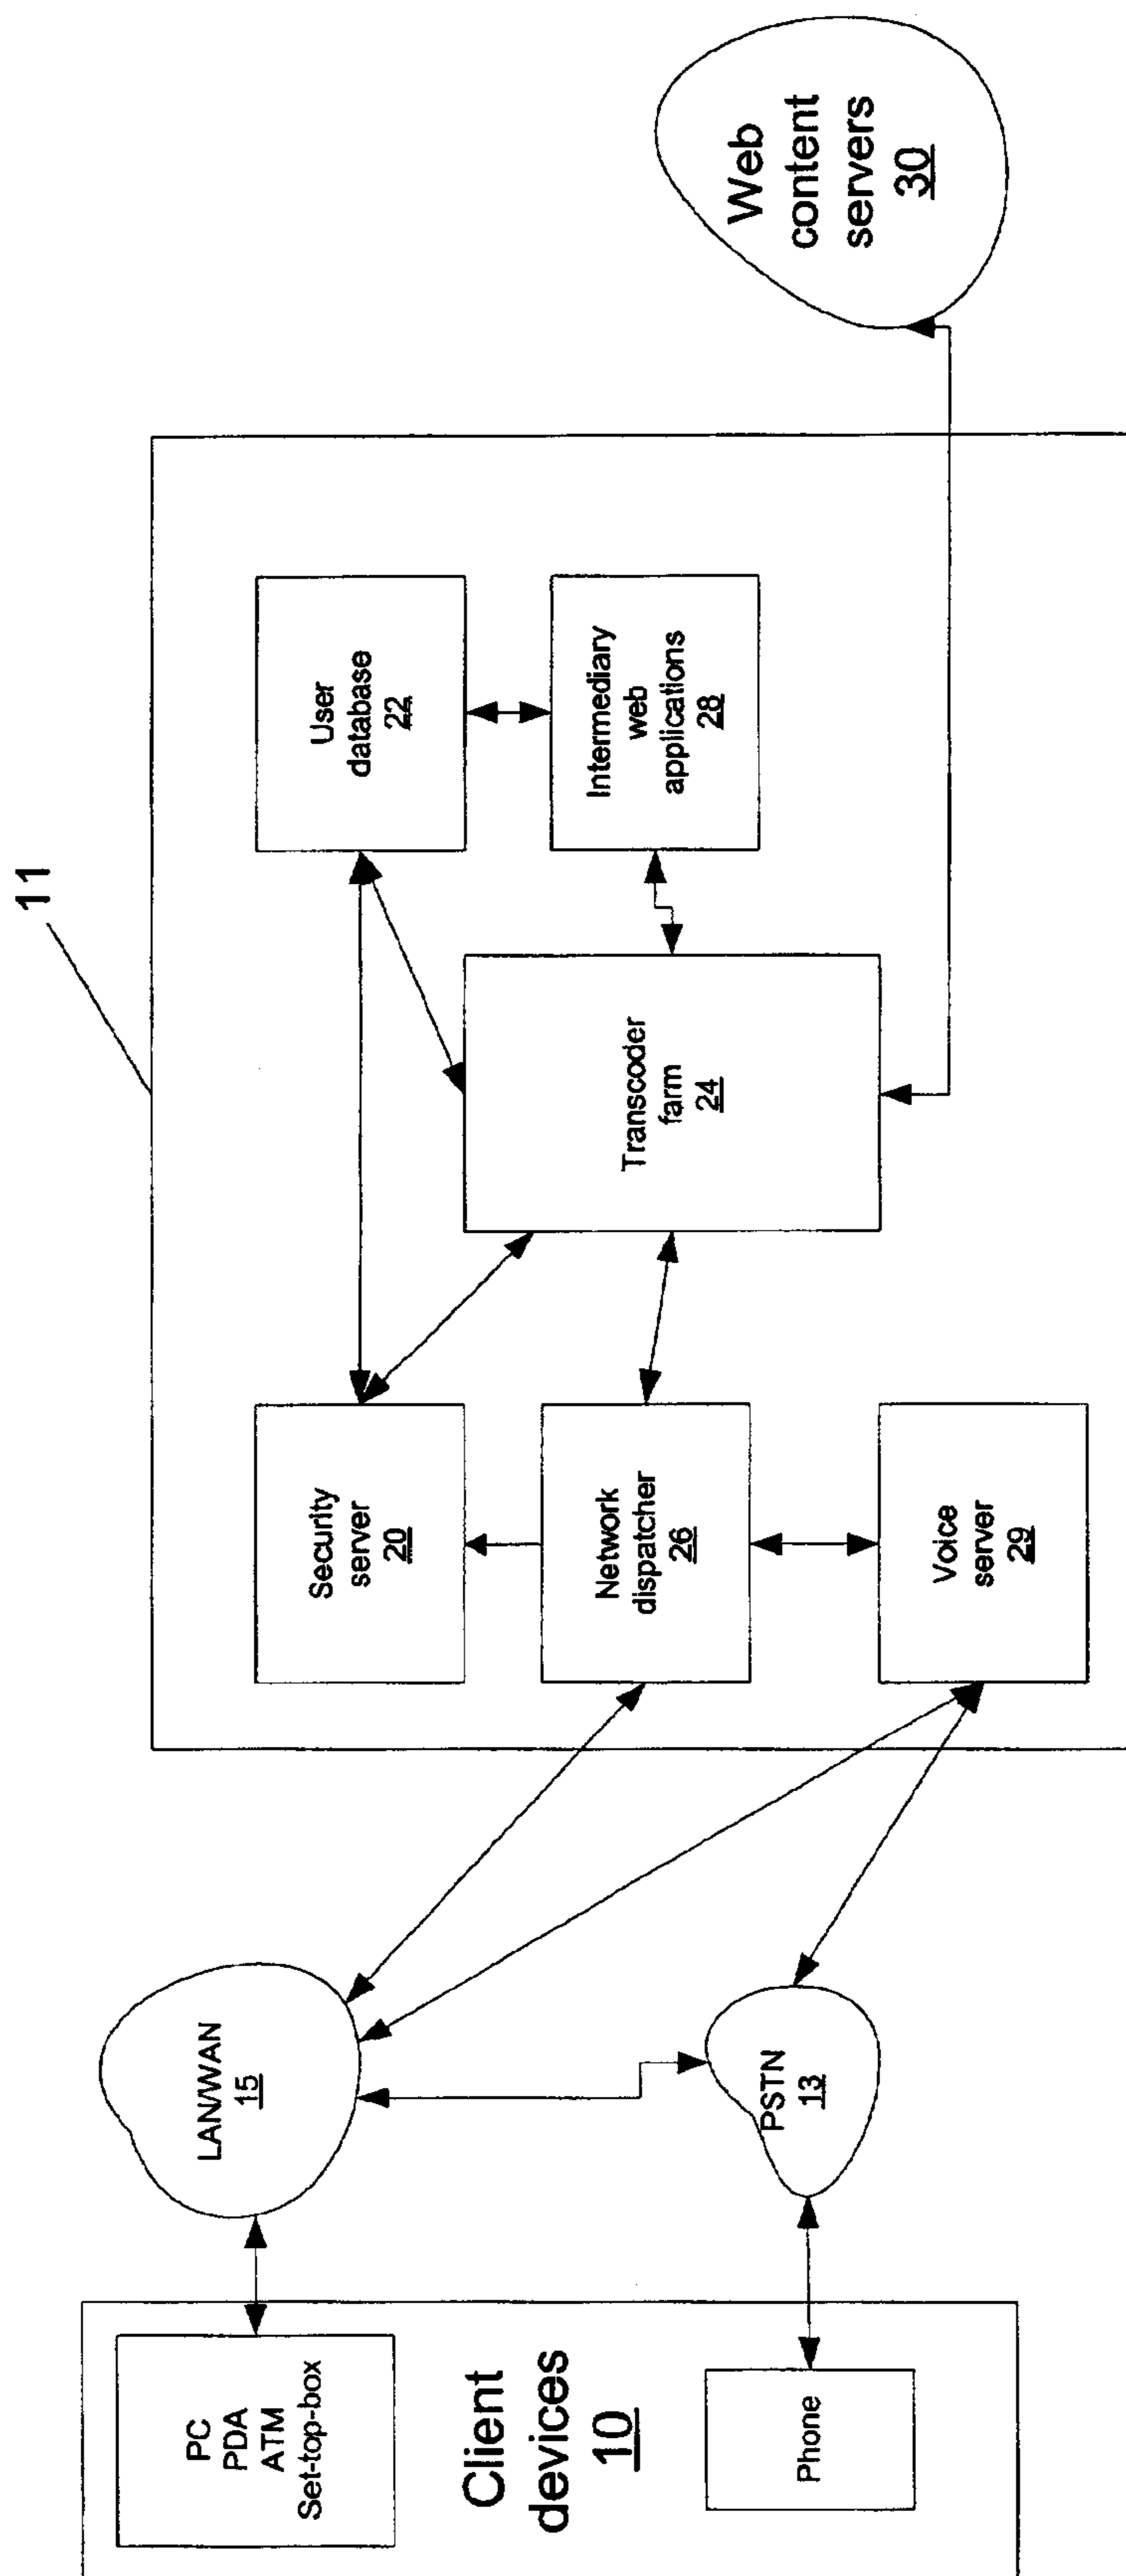 11
PC
PDA
ATM
Set-top-box
Client
devices
10
Phone
LAN/WAN
15
PSTN
13
Security
server
20
Network
dispatcher
26
Voice
server
29
Transcoder
farm
24
User
database
22
Intermediary
web
applications
28
Web
content
servers
30